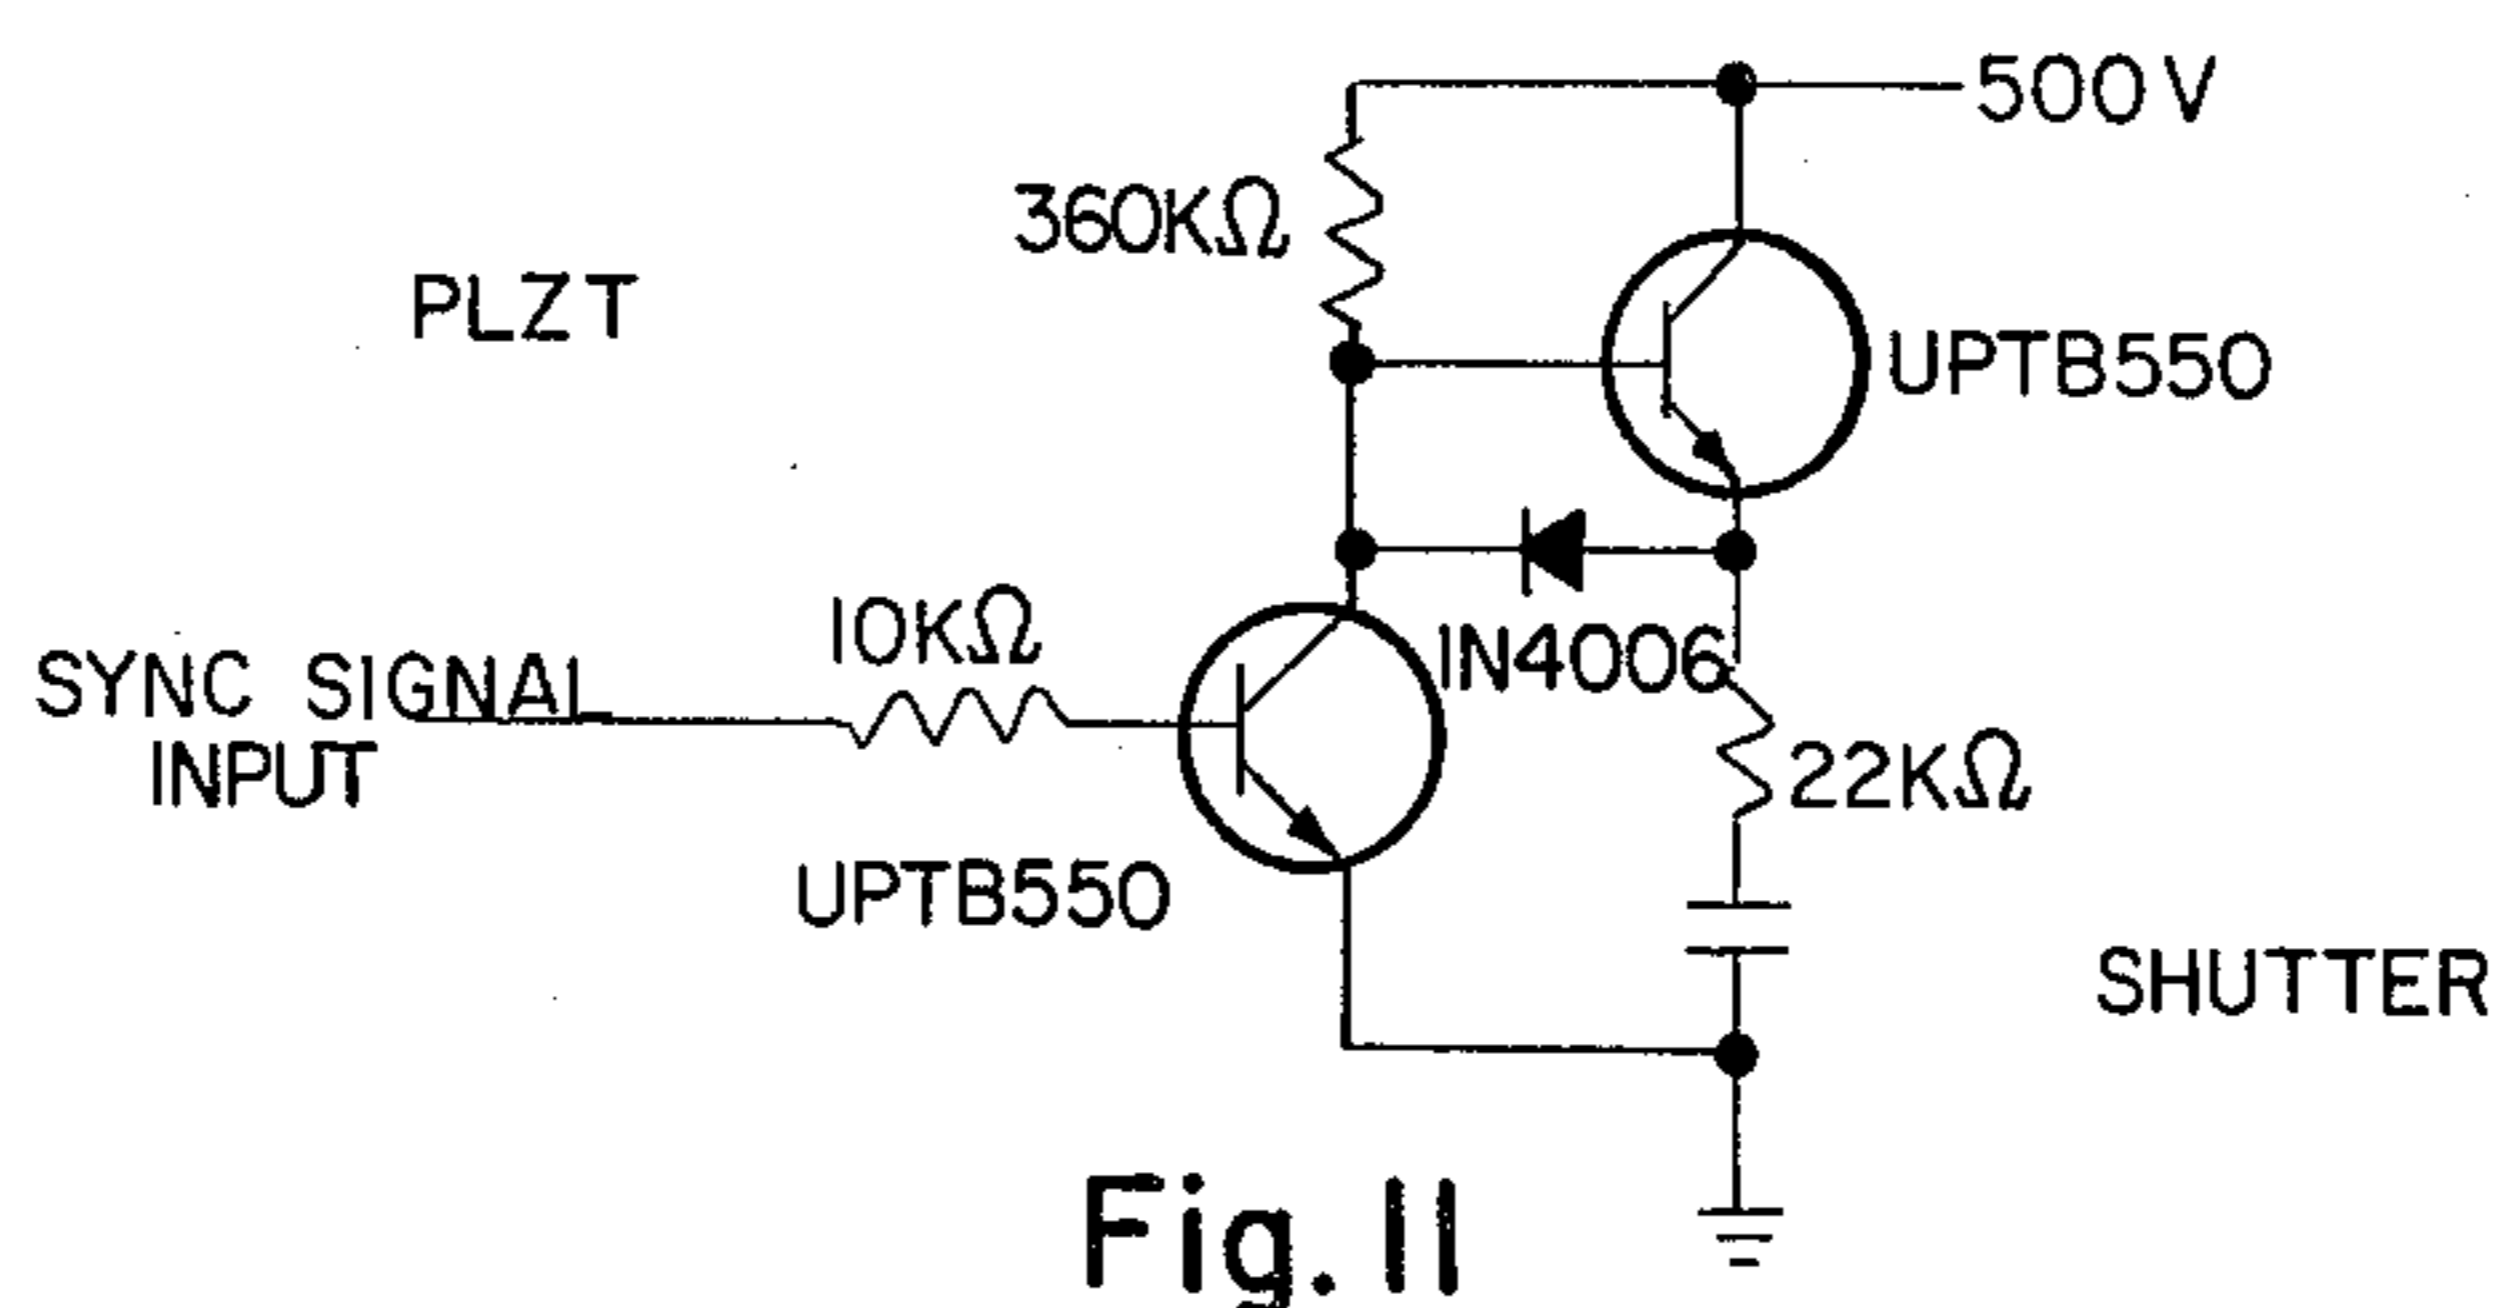 500V
360KΩ
PLZT
UPTB550
10KΩ
IN4006
SYNC SIGNAL
INPUT
22KΩ
UPTB550
SHUTTER
Fig. 11